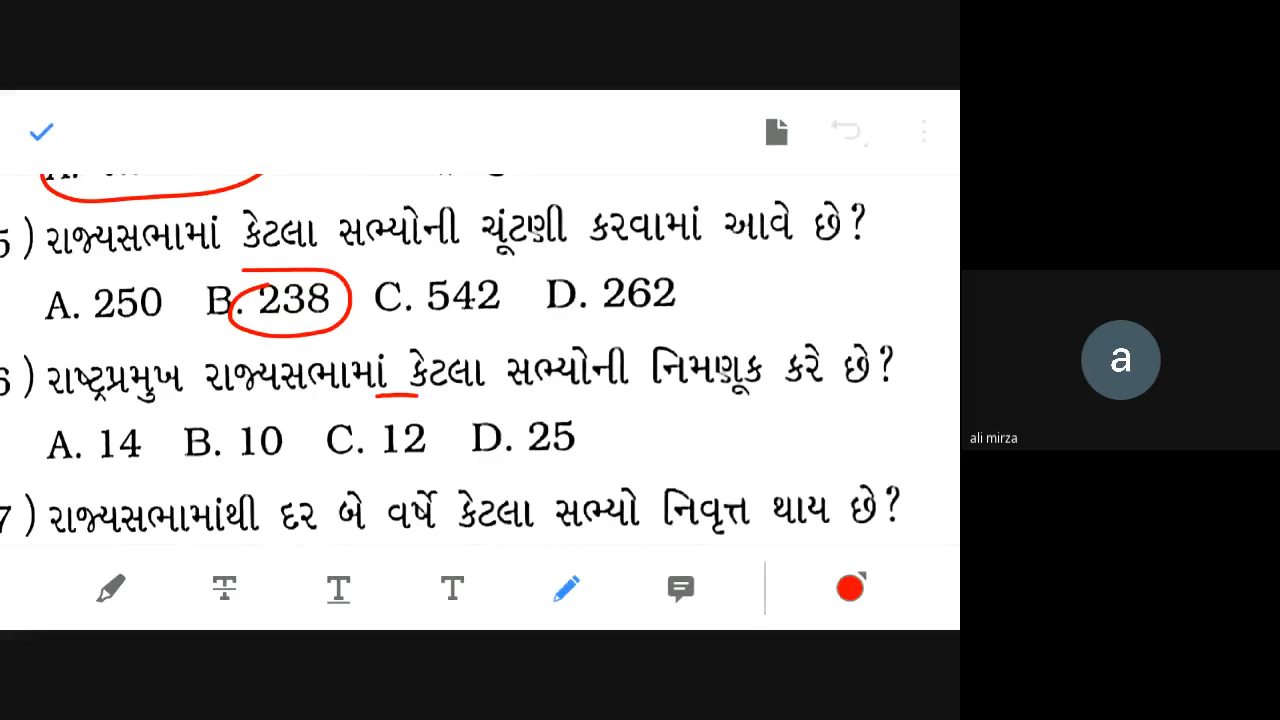 5) રાજ્યસભામાં કેટલા સભ્યોની ચૂંટણી કરવામાં આવે છે?
A. 250 B. 238 C. 542 D. 262
6) રાષ્ટ્રપ્રમુખ રાજ્યસભામાં કેટલા સભ્યોની નિમણૂક કરે છે?
A. 14 B. 10 C. 12 D. 25
7) રાજ્યસભામાંથી દર બે વર્ષે કેટલા સભ્યો નિવૃત્ત થાય છે?
T T T
a
ali mirza